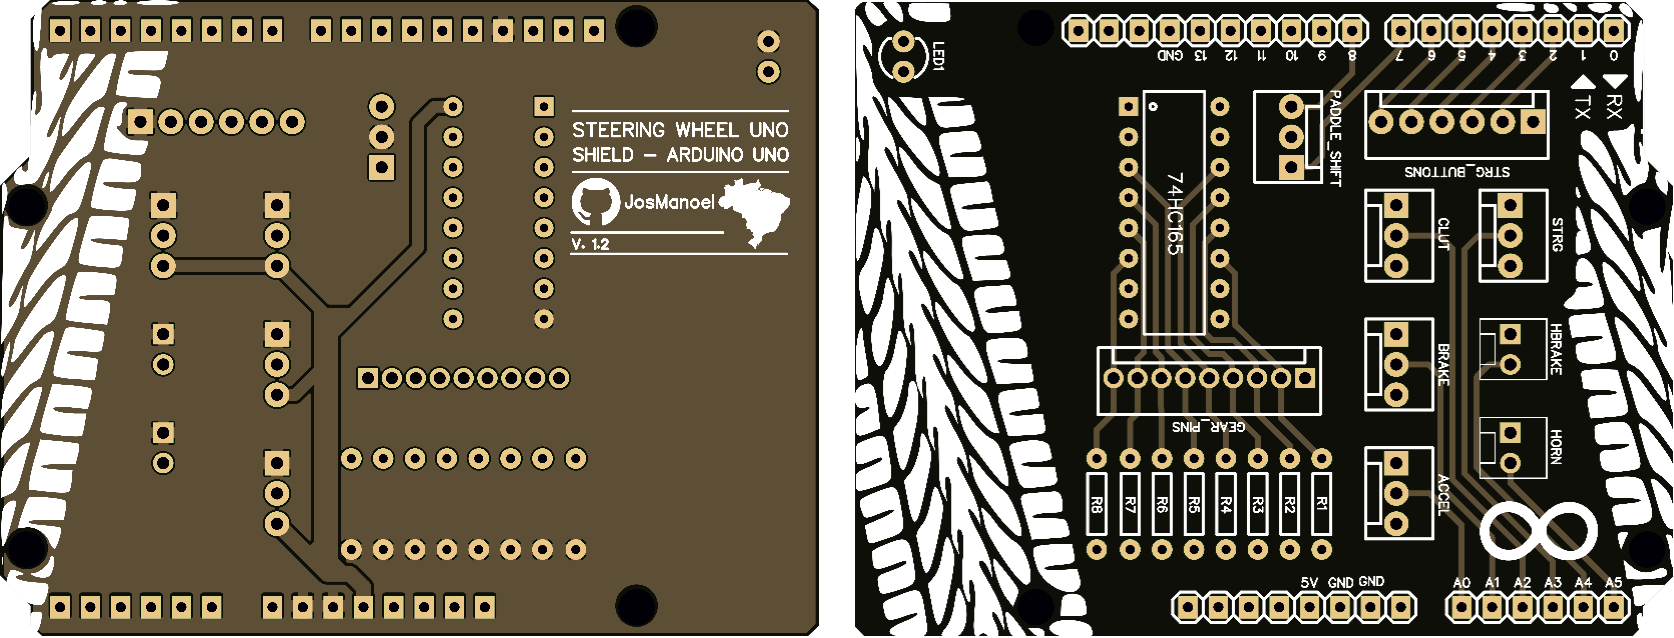 STEERING WHEEL UNO
SHIELD - ARDUINO UNO
JosManoel
V. 1.2
LED1
GND 13 12 11 10 9 8
7 6 5 4 3 2 1 0
TX RX
PADDLE_SHIFT
STRG_BUTTONS
74HC165
CLUT
STRG
BRAKE
HBRAKE
GEAR_PINS
HORN
ACCEL
R8 R7 R6 R5 R4 R3 R2 R1
5V GND GND
A0 A1 A2 A3 A4 A5